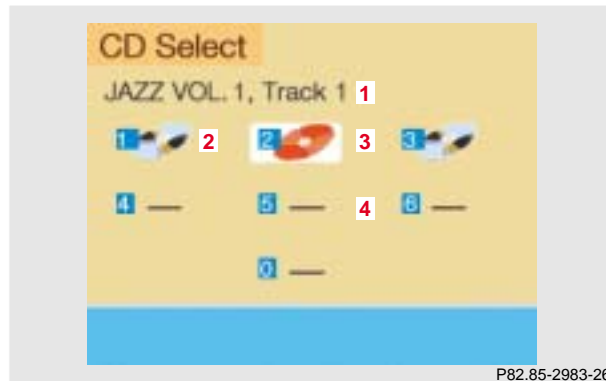 CD Select
JAZZ VOL. 1, Track 1 1
1 2 2 3 3
4 5 4 6
0
P82.85-2983-26